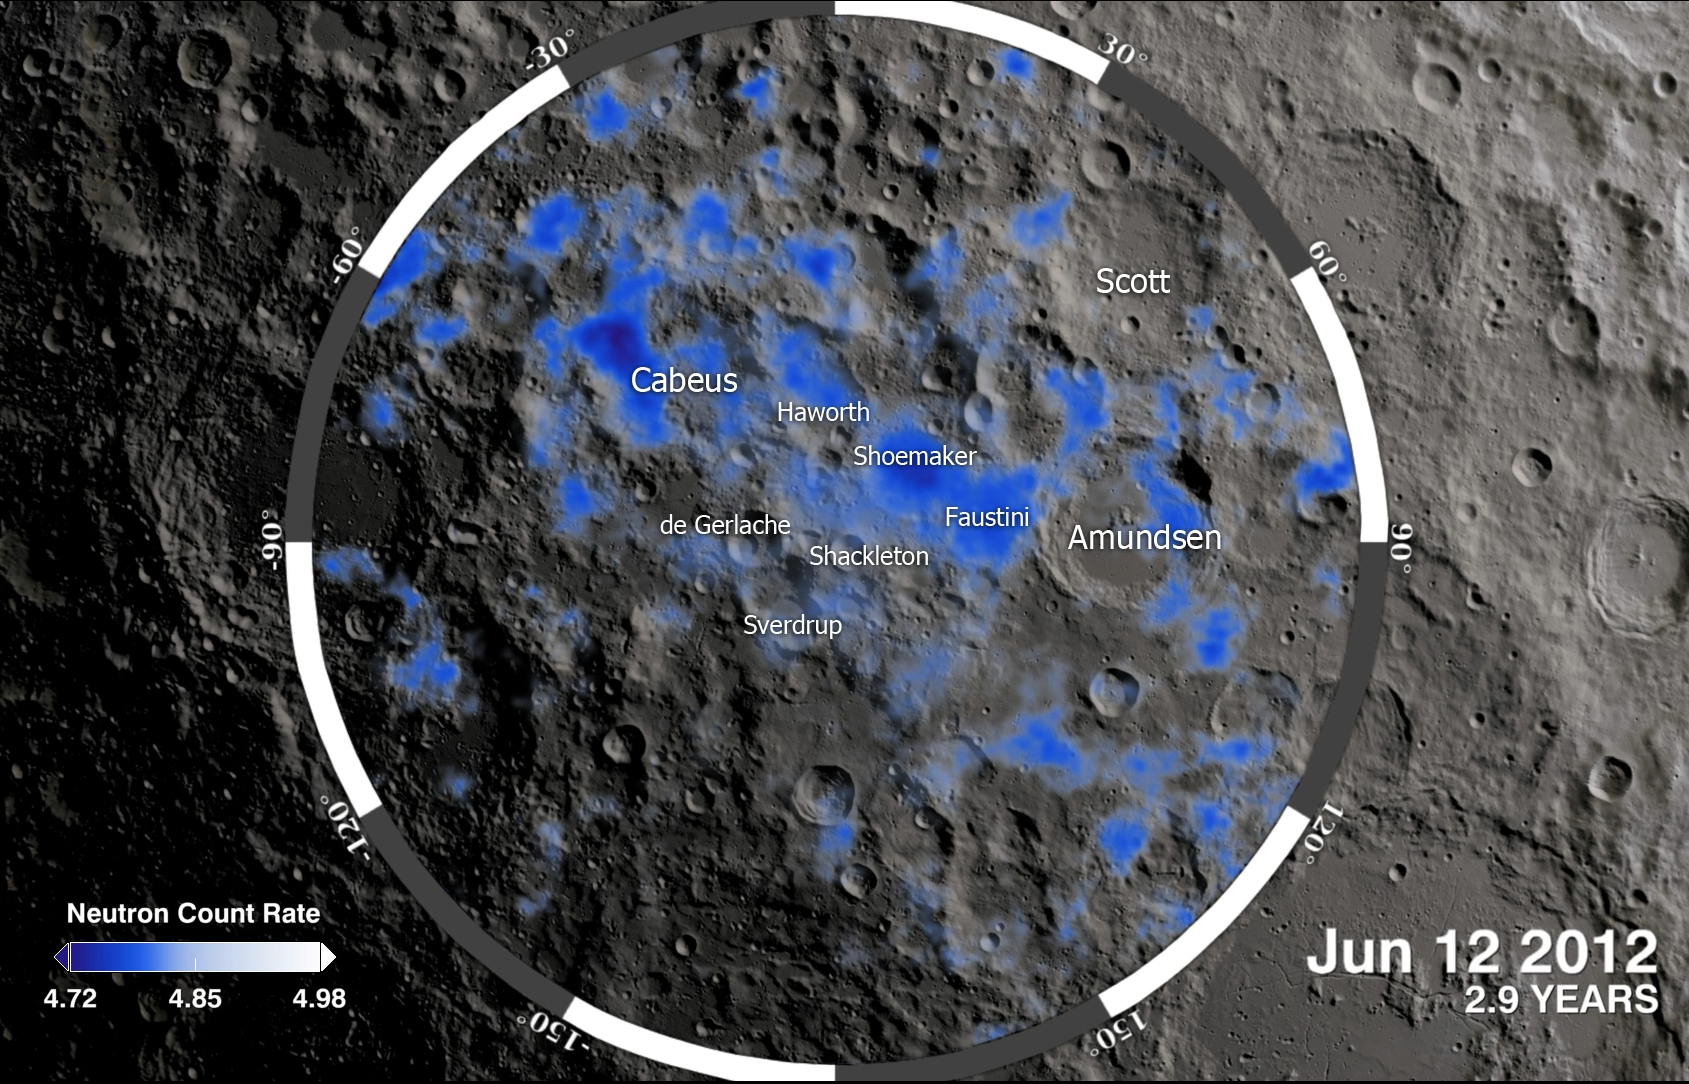 -30°
30°
-60°
60°
Scott
Cabeus
Haworth
Shoemaker
Faustini
-90°
de Gerlache
Amundsen
90°
Shackleton
Sverdrup
-120°
120°
Neutron Count Rate
4.72 4.85 4.98
Jun 12 2012
2.9 YEARS
-150°
150°